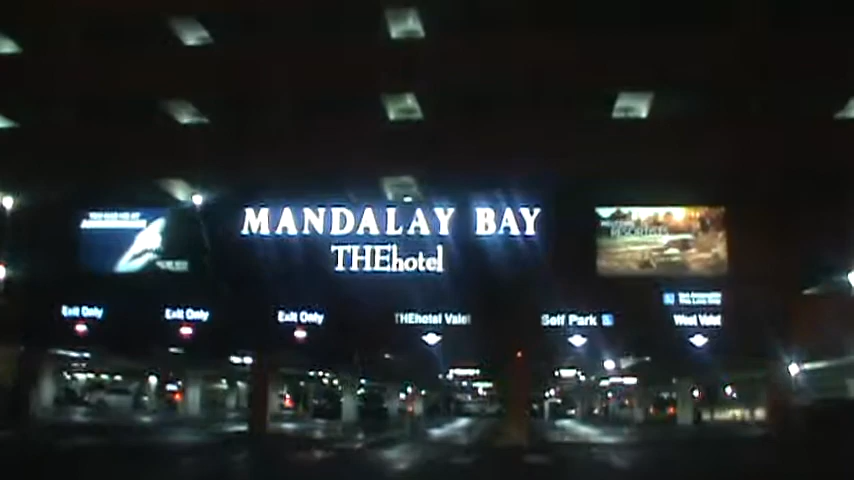 MANDALAY BAY
THEhotel
Exit Only
Exit Only
Exit Only
THEhotel Valet
Self Park
West Valet